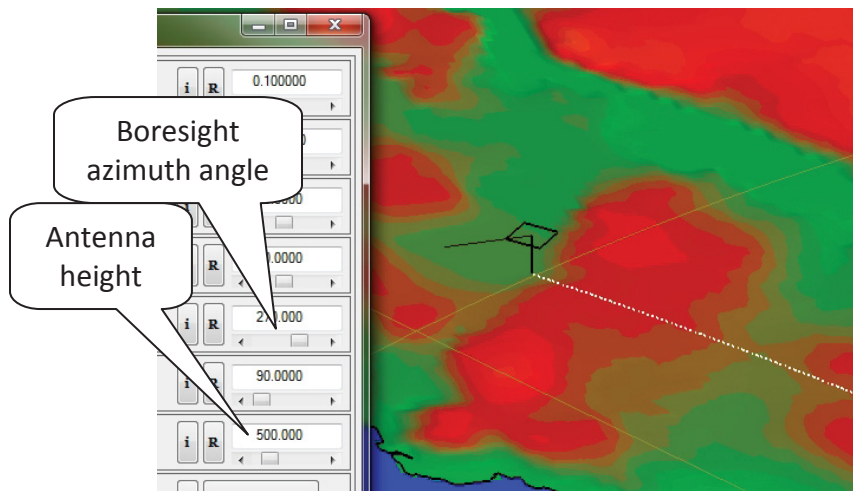 i R 0.100000
Boresight
azimuth angle
Antenna
height
R
i R
i R 90.0000
i R 500.000